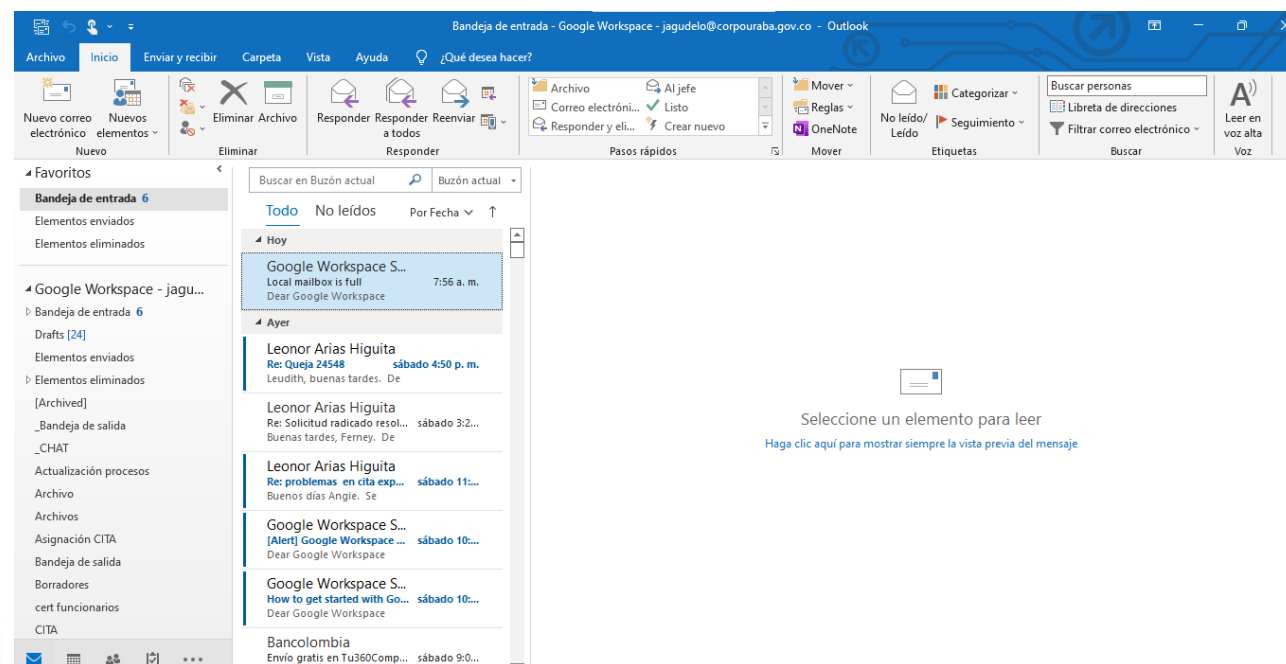 Bandeja de entrada - Google Workspace - jagudelo@corpouraba.gov.co - Outlook
Archivo Inicio Enviar y recibir Carpeta Vista Ayuda ¿Qué desea hacer?
Nuevo correo electrónico
Nuevos elementos
Nuevo
Eliminar Archivo
Eliminar
Responder Responder a todos Reenviar
Responder
Archivo Al jefe
Correo electróni... Listo
Responder y eli... Crear nuevo
Pasos rápidos
Mover
Reglas
OneNote
Mover
No leído/ Leído
Categorizar
Seguimiento
Etiquetas
Buscar personas
Libreta de direcciones
Filtrar correo electrónico
Buscar
Leer en voz alta
Voz
Favoritos
Bandeja de entrada 6
Elementos enviados
Elementos eliminados
Google Workspace - jagu...
Bandeja de entrada 6
Drafts [24]
Elementos enviados
Elementos eliminados
[Archived]
_Bandeja de salida
_CHAT
Actualización procesos
Archivo
Archivos
Asignación CITA
Bandeja de salida
Borradores
cert funcionarios
CITA
Buscar en Buzón actual Buzón actual
Todo No leídos Por Fecha
Hoy
Google Workspace S...
Local mailbox is full 7:56 a. m.
Dear Google Workspace
Ayer
Leonor Arias Higuita
Re: Queja 24548 sábado 4:50 p. m.
Leudith, buenas tardes. De
Leonor Arias Higuita
Re: Solicitud radicado resol... sábado 3:2...
Buenas tardes, Ferney. De
Leonor Arias Higuita
Re: problemas en cita exp... sábado 11:...
Buenos días Angie. Se
Google Workspace S...
[Alert] Google Workspace ... sábado 10:...
Dear Google Workspace
Google Workspace S...
How to get started with Go... sábado 10:...
Dear Google Workspace
Bancolombia
Envío gratis en Tu360Comp... sábado 9:0...
Seleccione un elemento para leer
Haga clic aquí para mostrar siempre la vista previa del mensaje